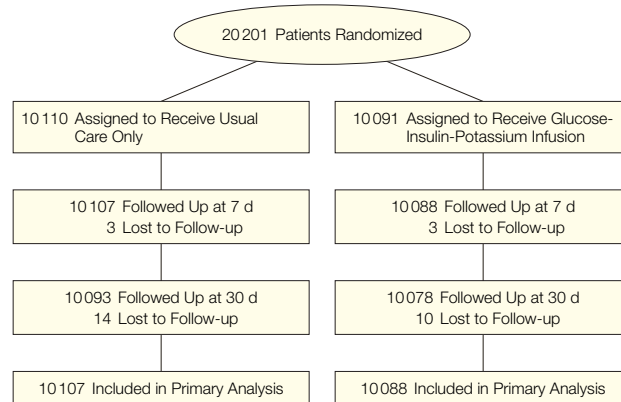 20 201 Patients Randomized
10 110 Assigned to Receive Usual
Care Only
10 091 Assigned to Receive Glucose-
Insulin-Potassium Infusion
10 107 Followed Up at 7 d
3 Lost to Follow-up
10 088 Followed Up at 7 d
3 Lost to Follow-up
10 093 Followed Up at 30 d
14 Lost to Follow-up
10 078 Followed Up at 30 d
10 Lost to Follow-up
10 107 Included in Primary Analysis
10 088 Included in Primary Analysis